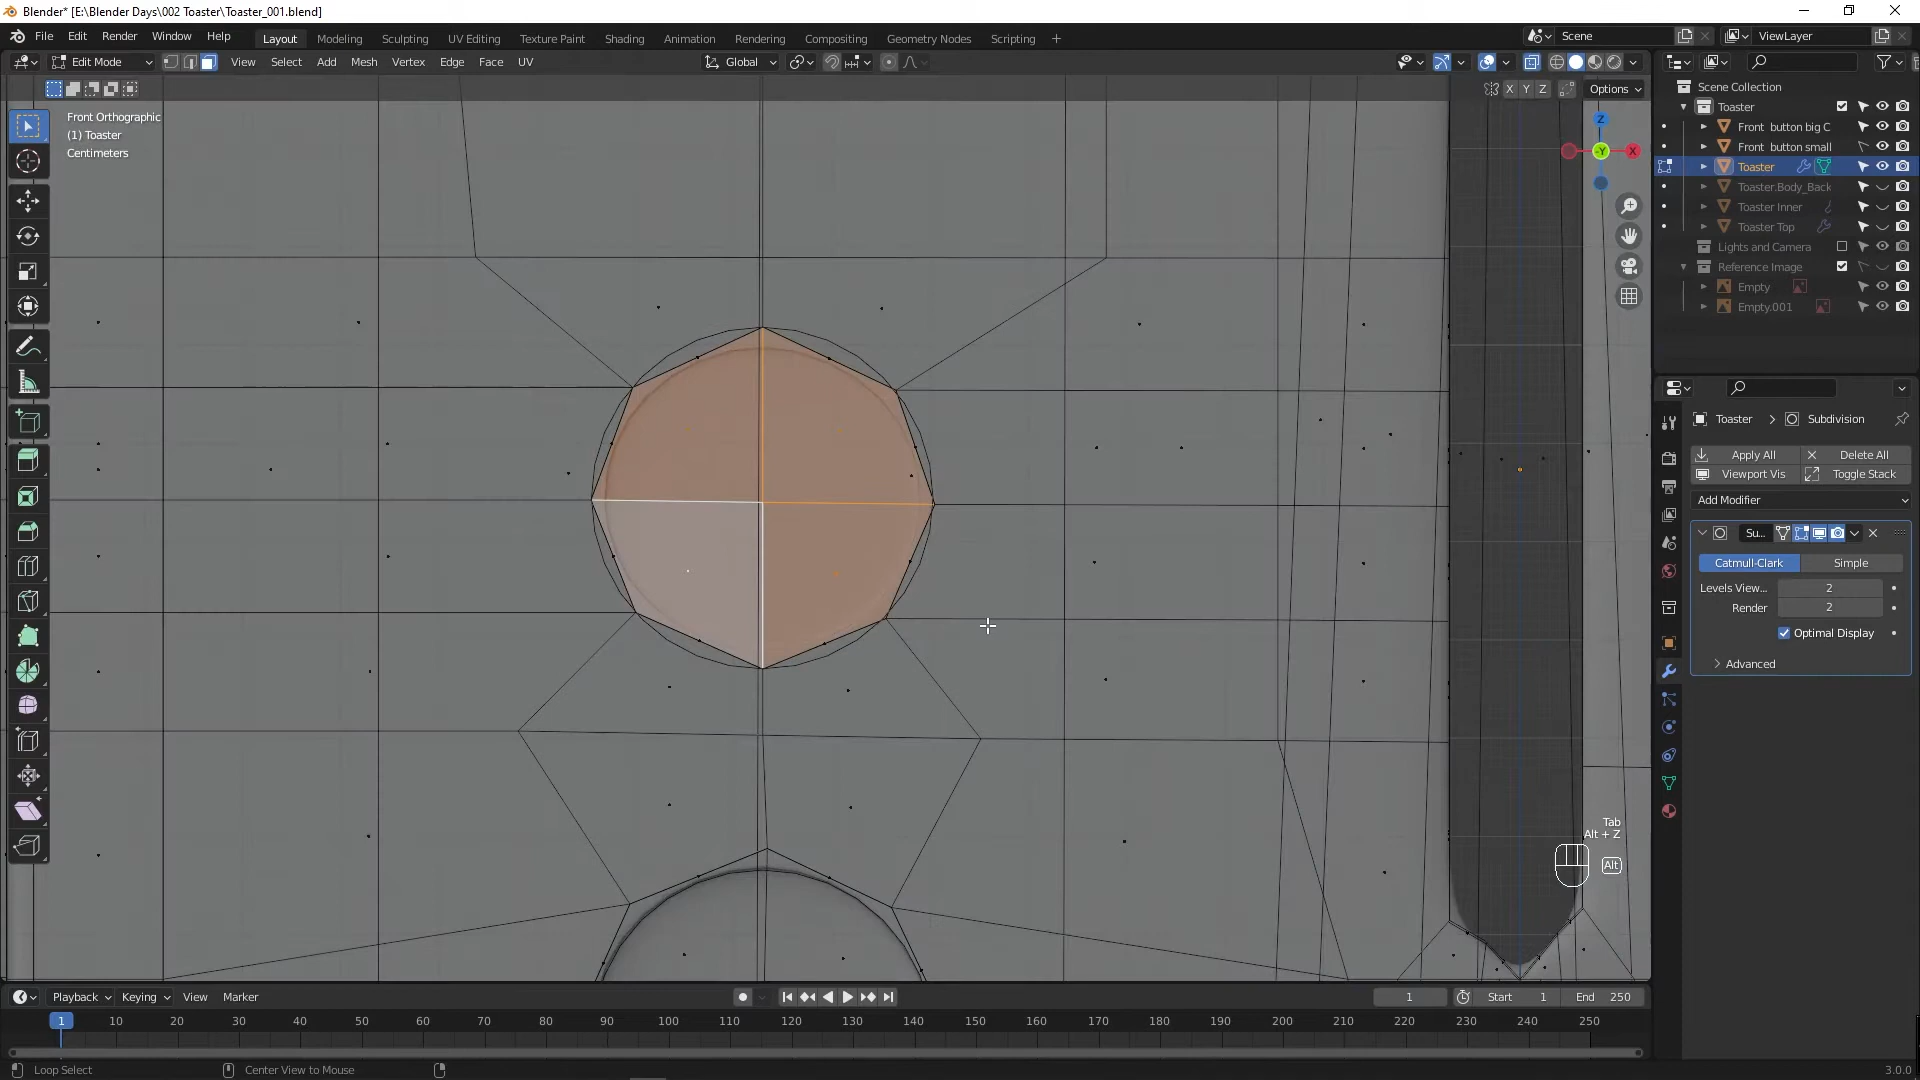 Blender* [E:\Blender Days\002 Toaster\Toaster_001.blend]
File Edit Render Window Help Layout Modeling Sculpting UV Editing Texture Paint Shading Animation Rendering Compositing Geometry Nodes Scripting + Scene ViewLayer
Edit Mode View Select Add Mesh Vertex Edge Face UV Global
X Y Z Options
Front Orthographic
(1) Toaster
Centimeters
Z
-Y X
Scene Collection
Toaster
Front button big C
Front button small
Toaster
Toaster.Body_Back
Toaster Inner
Toaster Top
Lights and Camera
Reference Image
Empty
Empty.001
Toaster > Subdivision
Apply All Delete All
Viewport Vis Toggle Stack
Add Modifier
Su...
Catmull-Clark Simple
Levels View... 2
Render 2
Optimal Display
Advanced
Tab
Alt + Z
Alt
Playback Keying View Marker 1 Start 1 End 250
1 10 20 30 40 50 60 70 80 90 100 110 120 130 140 150 160 170 180 190 200 210 220 230 240 250
Loop Select Center View to Mouse 3.0.0